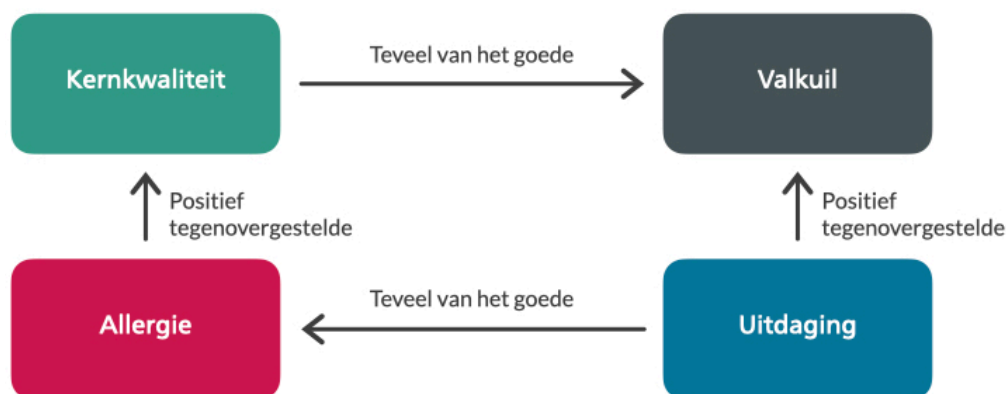 Teveel van het goede
Kernkwaliteit
Valkuil
Positief
tegenovergestelde
Positief
tegenovergestelde
Teveel van het goede
Allergie
Uitdaging